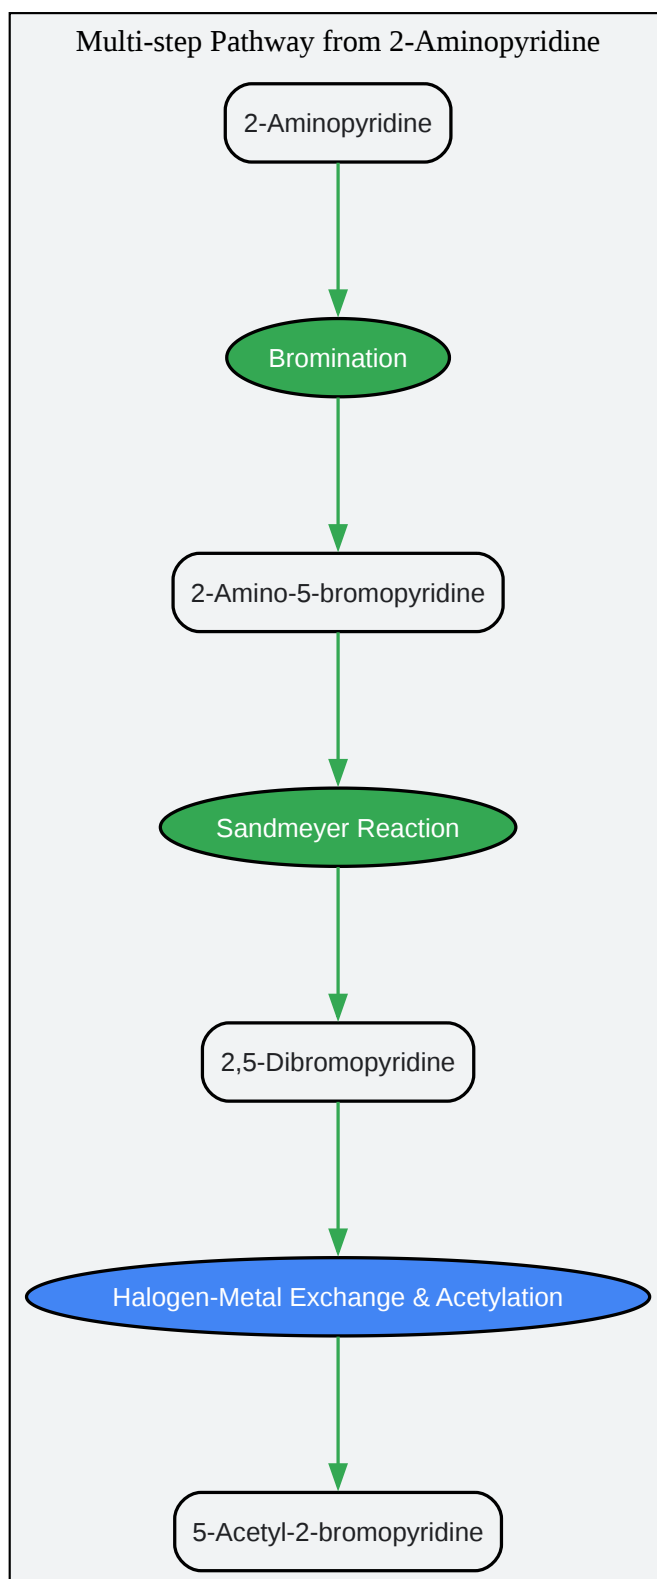 Multi-step Pathway from 2-Aminopyridine
2-Aminopyridine
Bromination
2-Amino-5-bromopyridine
Sandmeyer Reaction
2,5-Dibromopyridine
Halogen-Metal Exchange & Acetylation
5-Acetyl-2-bromopyridine